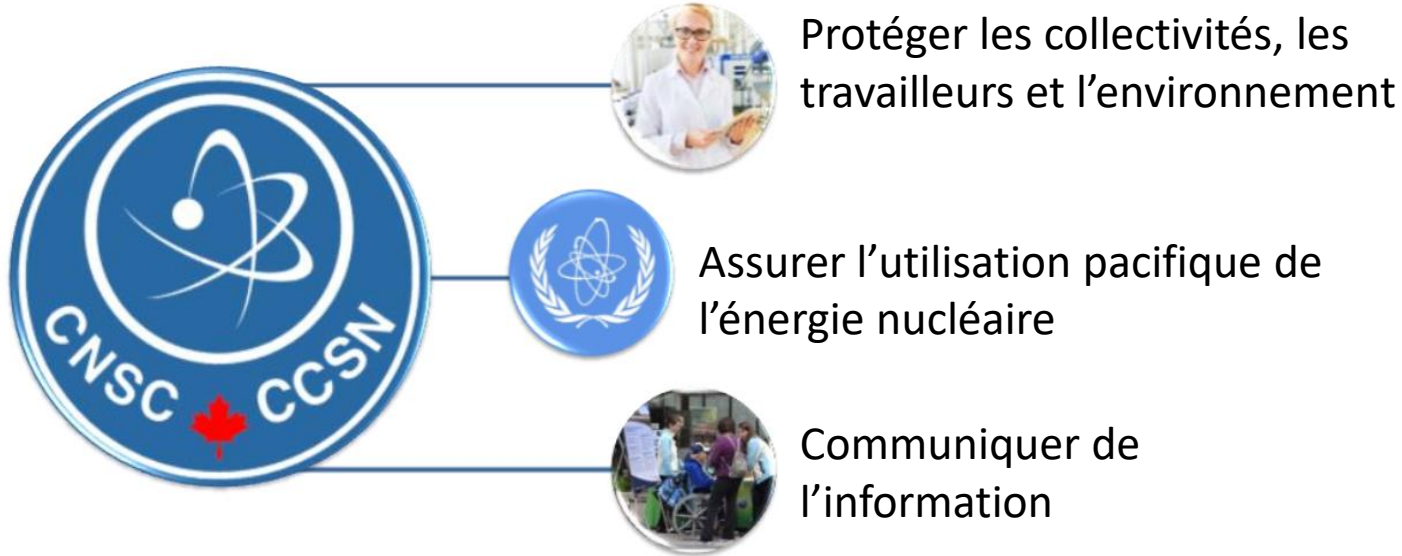 Protéger les collectivités, les
travailleurs et l’environnement
Assurer l’utilisation pacifique de
l’énergie nucléaire
CNSC CCSN
Communiquer de
l’information